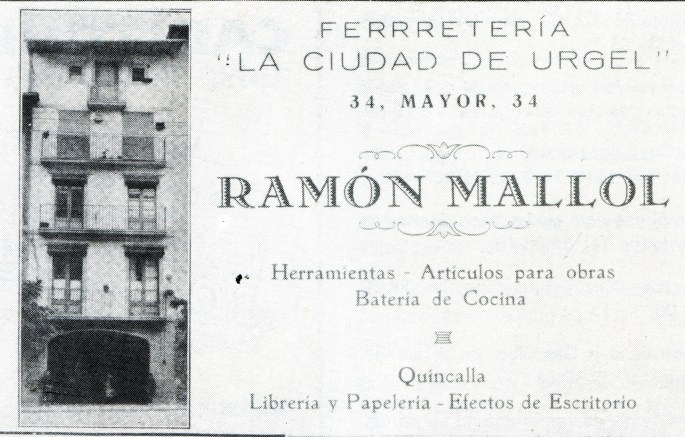 FERRRETERÍA
"LA CIUDAD DE URGEL"
34, MAYOR, 34
RAMÓN MALLOL
Herramientas - Artículos para obras
Batería de Cocina
Quincalla
Librería y Papelería - Efectos de Escritorio